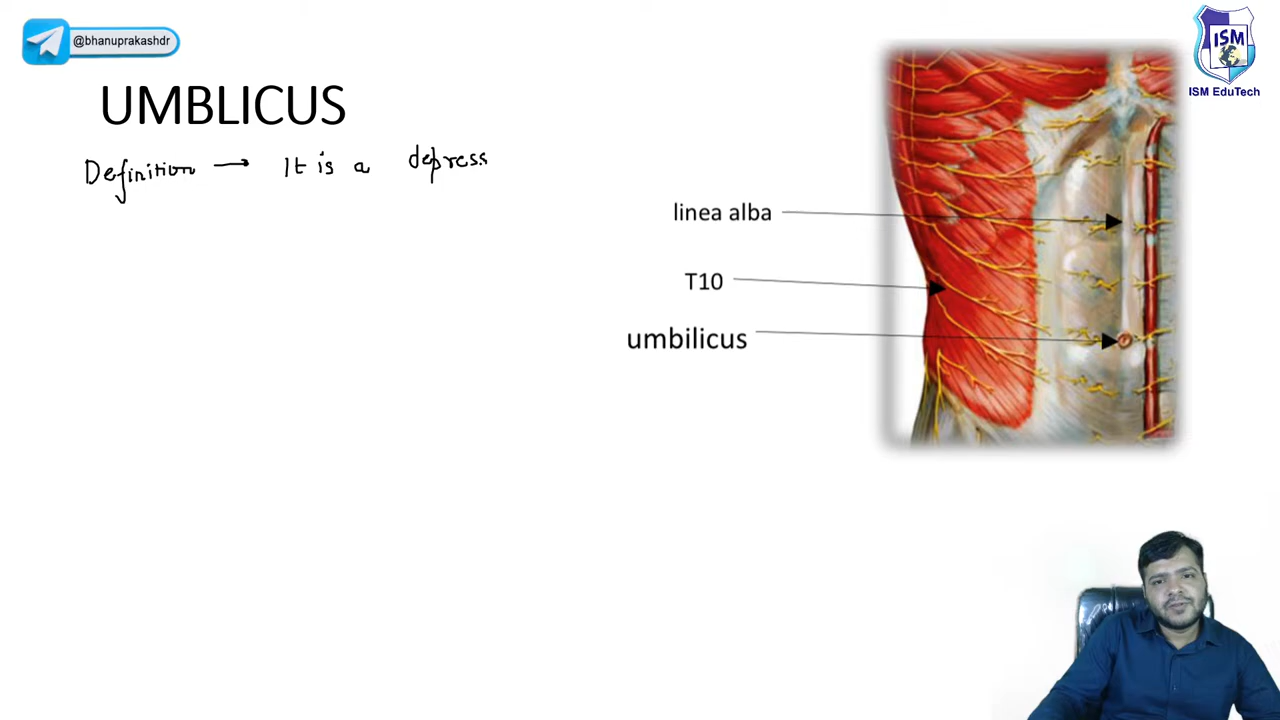 @bhanuprakashdr
ISM
ISM EduTech
UMBLICUS
Definition → It is a depress
linea alba
T10
umbilicus